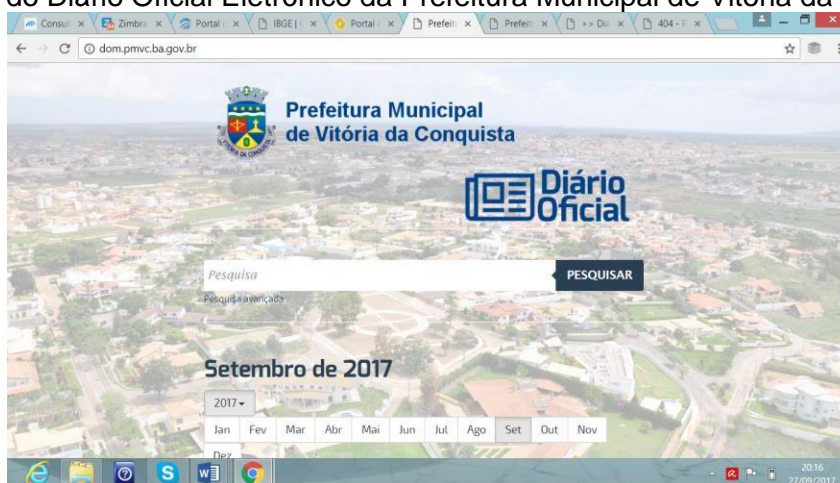 do Diário Oficial Eletrônico da Prefeitura Municipal de Vitória da
Consul Zimbra Portal IBGE | Portal Prefeit Prefeit >> Diá 404 - P
dom.pmvc.ba.gov.br
Prefeitura Municipal
de Vitória da Conquista
Diário
Oficial
Pesquisa
PESQUISAR
Pesquisa avançada
Setembro de 2017
2017
Jan Fev Mar Abr Mai Jun Jul Ago Set Out Nov
Dez
20:16
27/09/2017